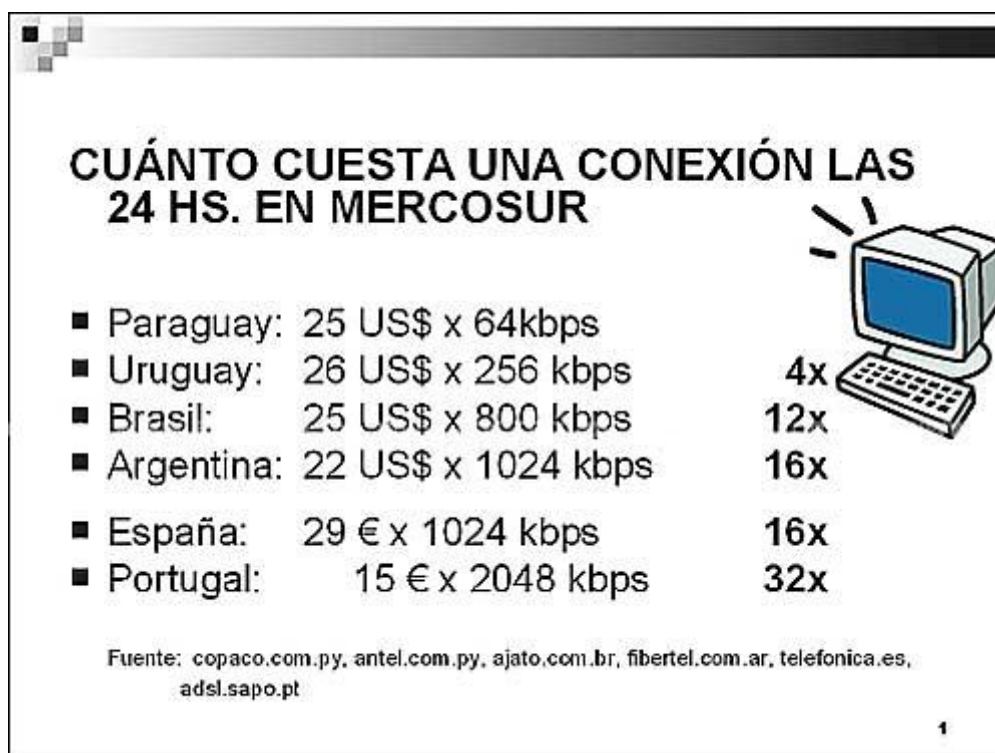 CUÁNTO CUESTA UNA CONEXIÓN LAS
24 HS. EN MERCOSUR
Paraguay: 25 US$ x 64kbps
Uruguay: 26 US$ x 256 kbps 4x
Brasil: 25 US$ x 800 kbps 12x
Argentina: 22 US$ x 1024 kbps 16x
España: 29 € x 1024 kbps 16x
Portugal: 15 € x 2048 kbps 32x
Fuente: copaco.com.py, antel.com.py, ajato.com.br, fibertel.com.ar, telefonica.es,
adsl.sapo.pt
1